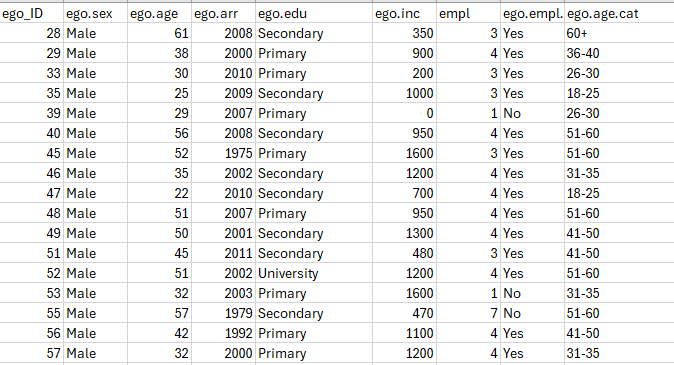 ego_ID ego.sex ego.age ego.arr ego.edu ego.inc empl ego.empl. ego.age.cat
28 Male 61 2008 Secondary 350 3 Yes 60+
29 Male 38 2000 Primary 900 4 Yes 36-40
33 Male 30 2010 Primary 200 3 Yes 26-30
35 Male 25 2009 Secondary 1000 3 Yes 18-25
39 Male 29 2007 Primary 0 1 No 26-30
40 Male 56 2008 Secondary 950 4 Yes 51-60
45 Male 52 1975 Primary 1600 3 Yes 51-60
46 Male 35 2002 Secondary 1200 4 Yes 31-35
47 Male 22 2010 Secondary 700 4 Yes 18-25
48 Male 51 2007 Primary 950 4 Yes 51-60
49 Male 50 2001 Secondary 1300 4 Yes 41-50
51 Male 45 2011 Secondary 480 3 Yes 41-50
52 Male 51 2002 University 1200 4 Yes 51-60
53 Male 32 2003 Primary 1600 1 No 31-35
55 Male 57 1979 Secondary 470 7 No 51-60
56 Male 42 1992 Primary 1100 4 Yes 41-50
57 Male 32 2000 Primary 1200 4 Yes 31-35